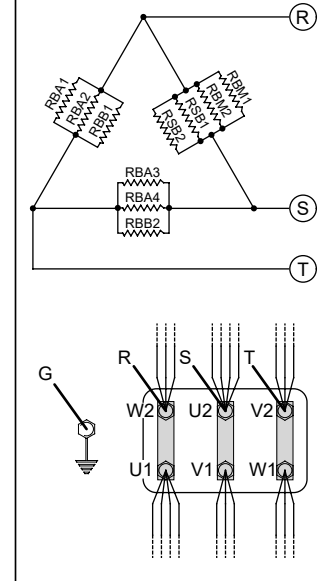 R
RBA1
RBA2
RBB1
RBM1
RBM2
RSB1
RSB2
RBA3
RBA4
RBB2
S
T
R S T
G
W2 U2 V2
U1 V1 W1